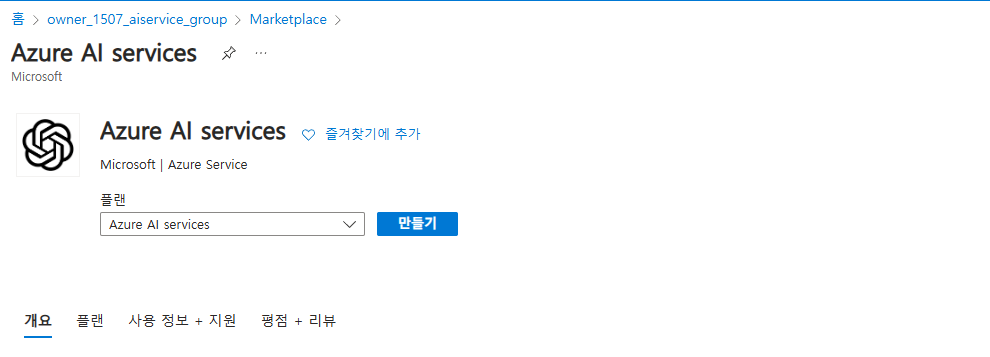 홈 > owner_1507_aiservice_group > Marketplace >
Azure AI services ...
Microsoft
Azure AI services 즐겨찾기에 추가
Microsoft | Azure Service
플랜
Azure AI services 만들기
개요 플랜 사용 정보 + 지원 평점 + 리뷰